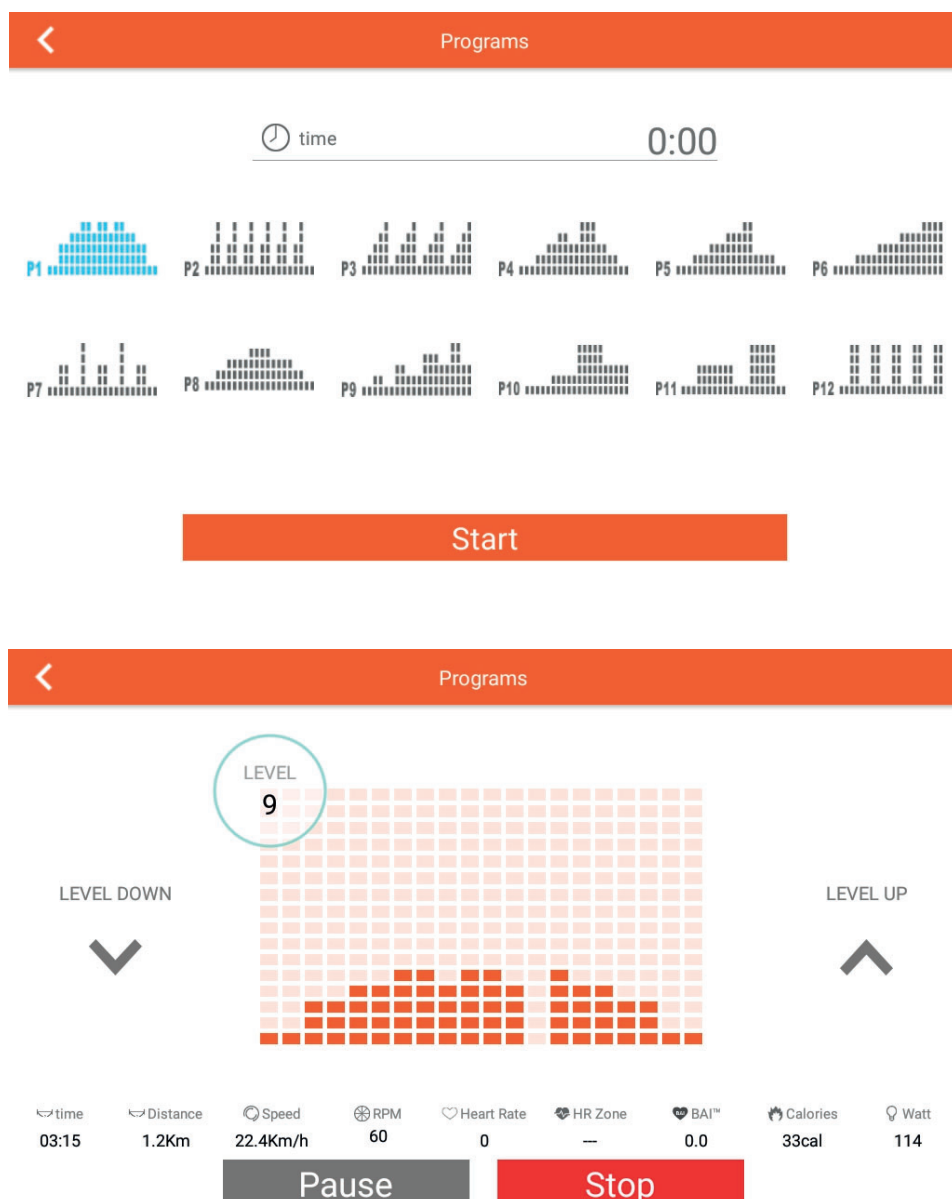 Programs
time 0:00
P1 P2 P3 P4 P5 P6
P7 P8 P9 P10 P11 P12
Start
Programs
LEVEL
9
LEVEL DOWN LEVEL UP
time Distance Speed RPM Heart Rate HR Zone BAI™ Calories Watt
03:15 1.2Km 22.4Km/h 60 0 --- 0.0 33cal 114
Pause Stop